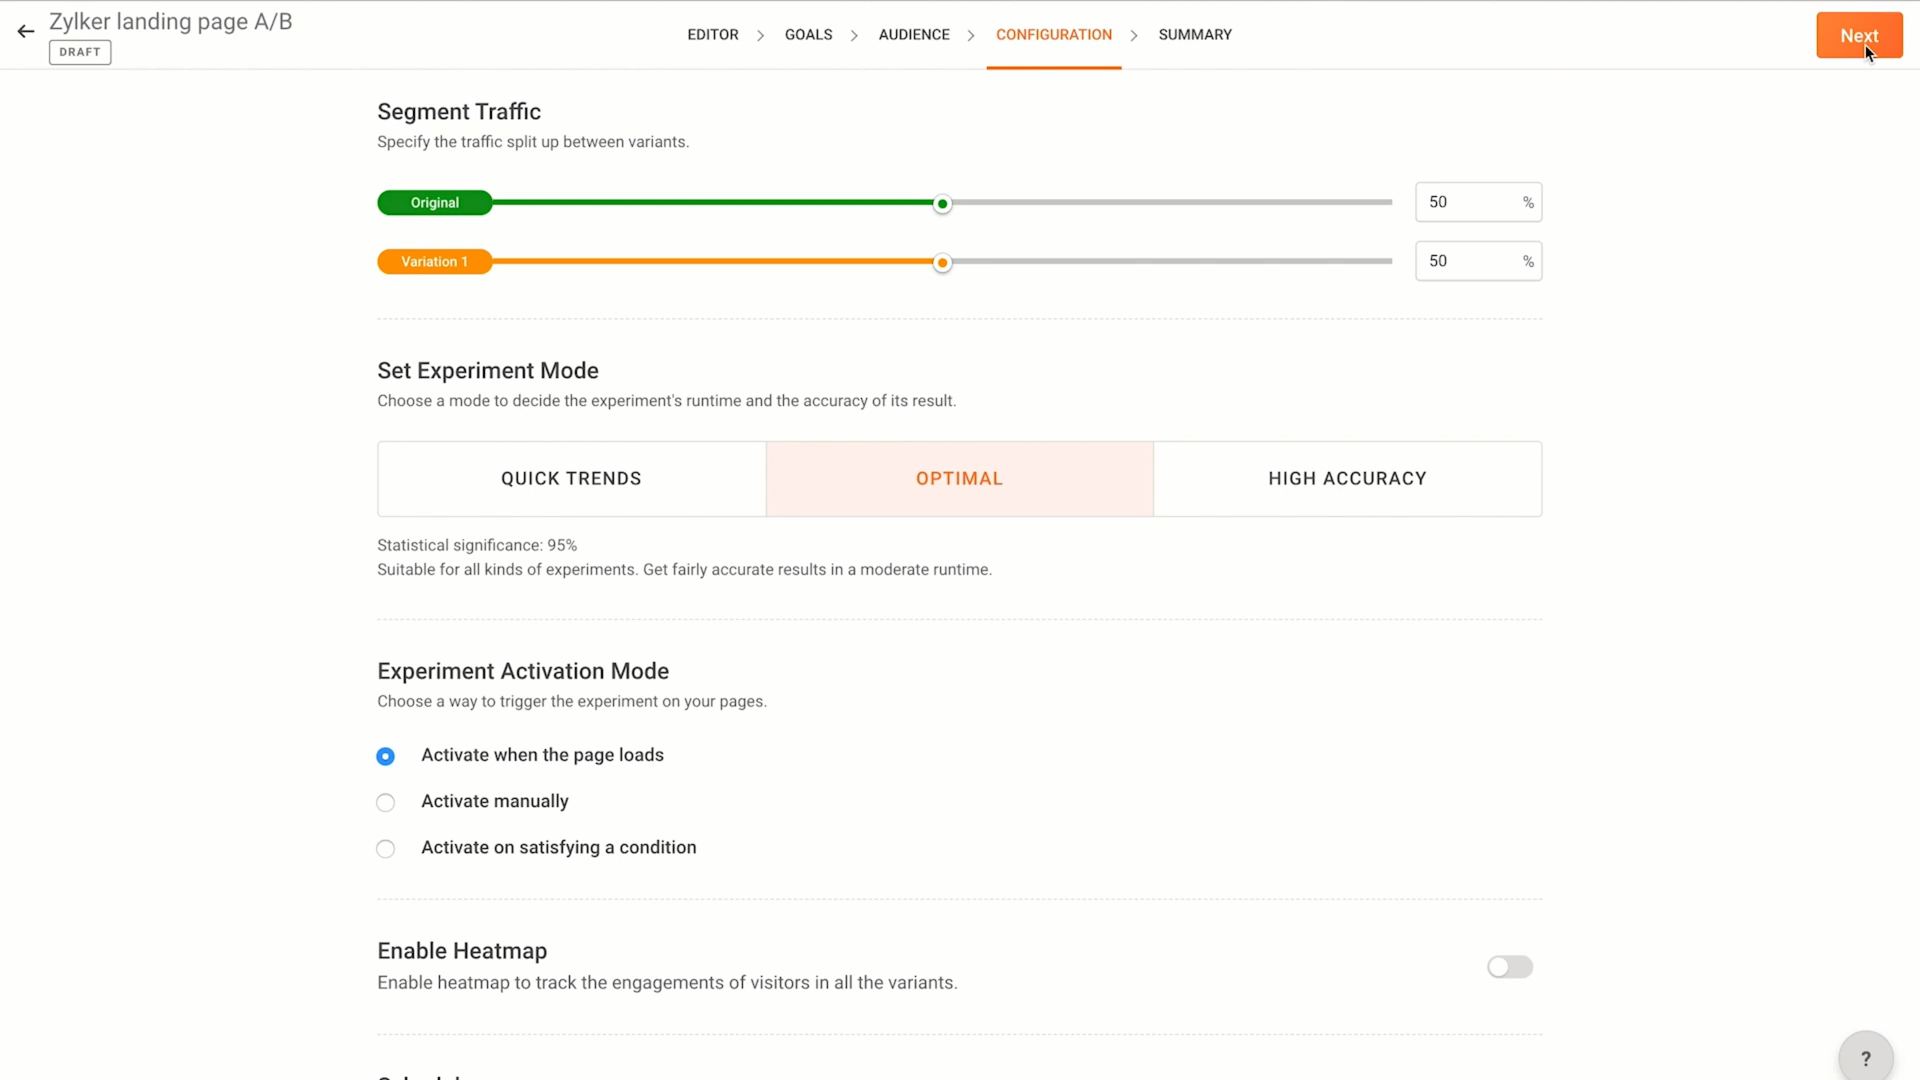 Zylker landing page A/B
DRAFT
EDITOR
GOALS
AUDIENCE
CONFIGURATION
SUMMARY
Next
Segment Traffic
Specify the traffic split up between variants.
Original
50 %
Variation 1
50 %
Set Experiment Mode
Choose a mode to decide the experiment's runtime and the accuracy of its result.
QUICK TRENDS
OPTIMAL
HIGH ACCURACY
Statistical significance: 95%
Suitable for all kinds of experiments. Get fairly accurate results in a moderate runtime.
Experiment Activation Mode
Choose a way to trigger the experiment on your pages.
Activate when the page loads
Activate manually
Activate on satisfying a condition
Enable Heatmap
Enable heatmap to track the engagements of visitors in all the variants.
?